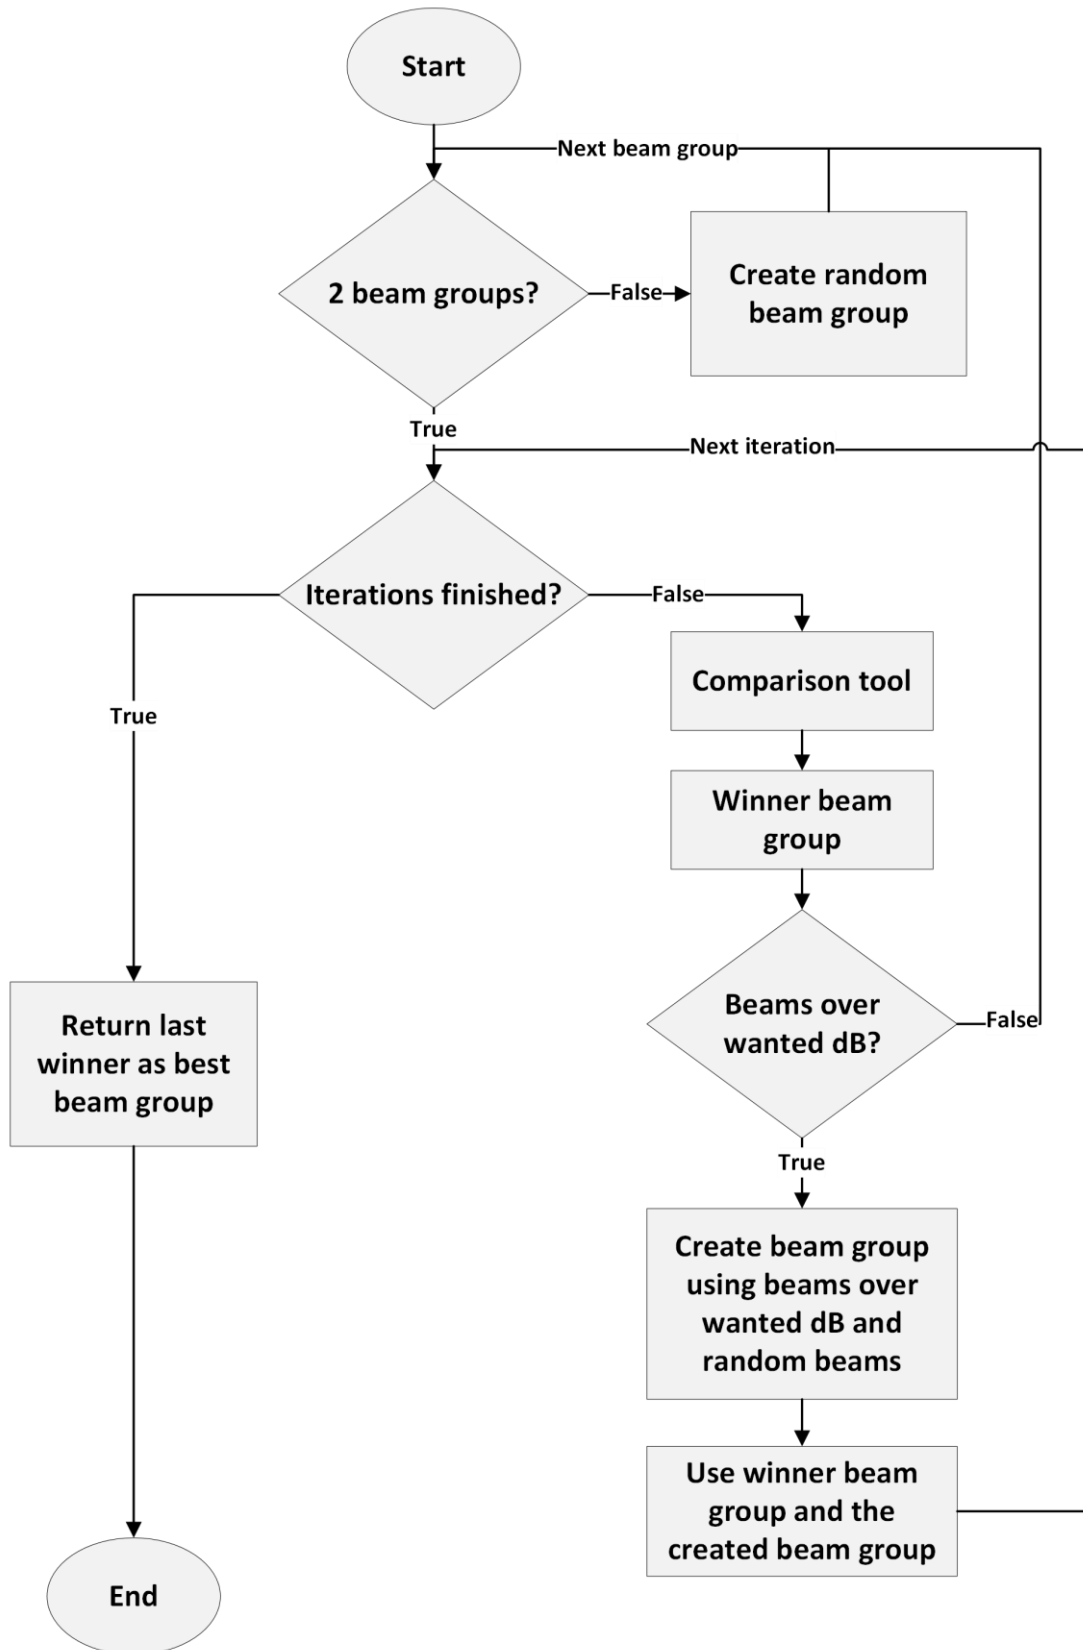 Start
Next beam group
2 beam groups?
False
Create random
beam group
True
Next iteration
Iterations finished?
False
Comparison tool
True
Winner beam
group
Beams over
wanted dB?
False
Return last
winner as best
beam group
True
Create beam group
using beams over
wanted dB and
random beams
Use winner beam
group and the
created beam group
End